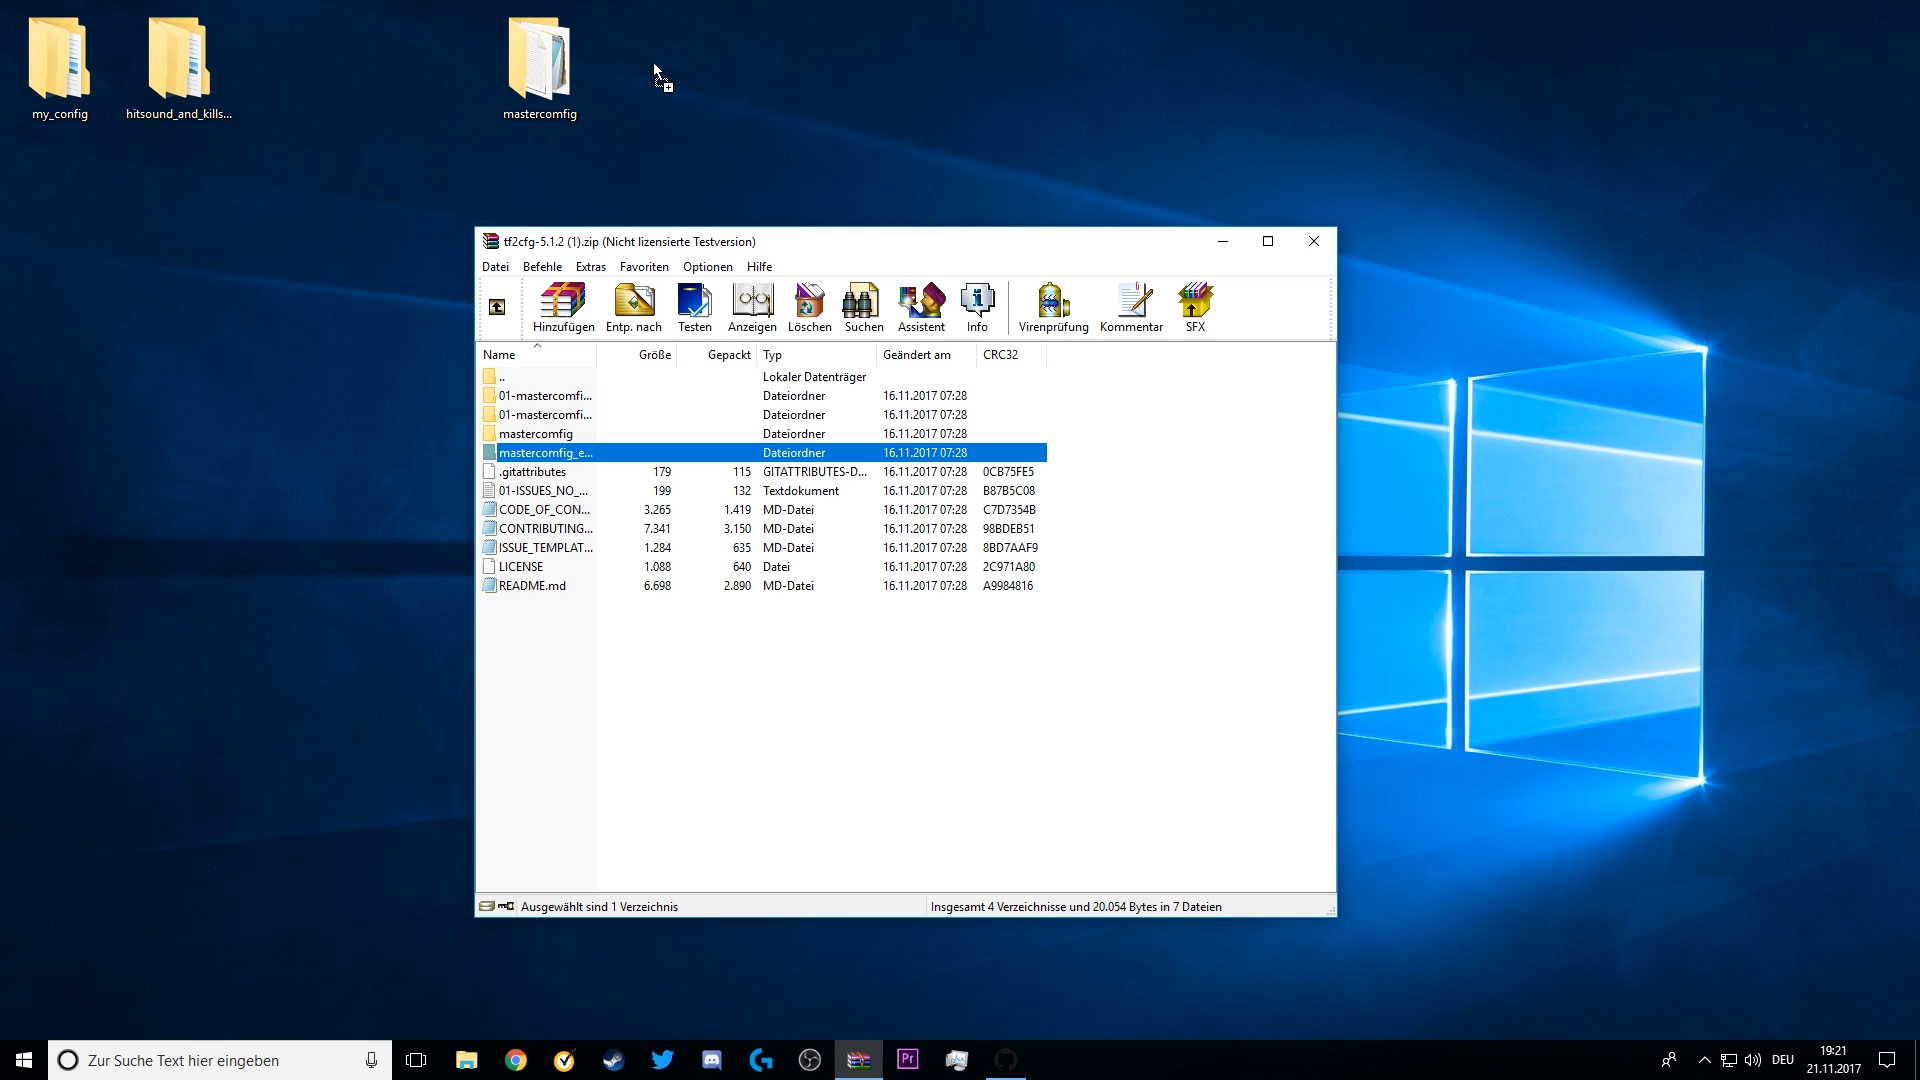 my_config
hitsound_and_kills...
mastercomfig
tf2cfg-5.1.2 (1).zip (Nicht lizensierte Testversion)
Datei Befehle Extras Favoriten Optionen Hilfe
Hinzufügen Entp. nach Testen Anzeigen Löschen Suchen Assistent Info Virenprüfung Kommentar SFX
Name Größe Gepackt Typ Geändert am CRC32
.. Lokaler Datenträger
01-mastercomfi... Dateiordner 16.11.2017 07:28
01-mastercomfi... Dateiordner 16.11.2017 07:28
mastercomfig Dateiordner 16.11.2017 07:28
mastercomfig_e... Dateiordner 16.11.2017 07:28
.gitattributes 179 115 GITATTRIBUTES-D... 16.11.2017 07:28 0CB75FE5
01-ISSUES_NO_... 199 132 Textdokument 16.11.2017 07:28 B87B5C08
CODE_OF_CON... 3.265 1.419 MD-Datei 16.11.2017 07:28 C7D7354B
CONTRIBUTING... 7.341 3.150 MD-Datei 16.11.2017 07:28 98BDEB51
ISSUE_TEMPLAT... 1.284 635 MD-Datei 16.11.2017 07:28 8BD7AAF9
LICENSE 1.088 640 Datei 16.11.2017 07:28 2C971A80
README.md 6.698 2.890 MD-Datei 16.11.2017 07:28 A9984816
Ausgewählt sind 1 Verzeichnis
Insgesamt 4 Verzeichnisse und 20.054 Bytes in 7 Dateien
Zur Suche Text hier eingeben
Pr
DEU
19:21
21.11.2017